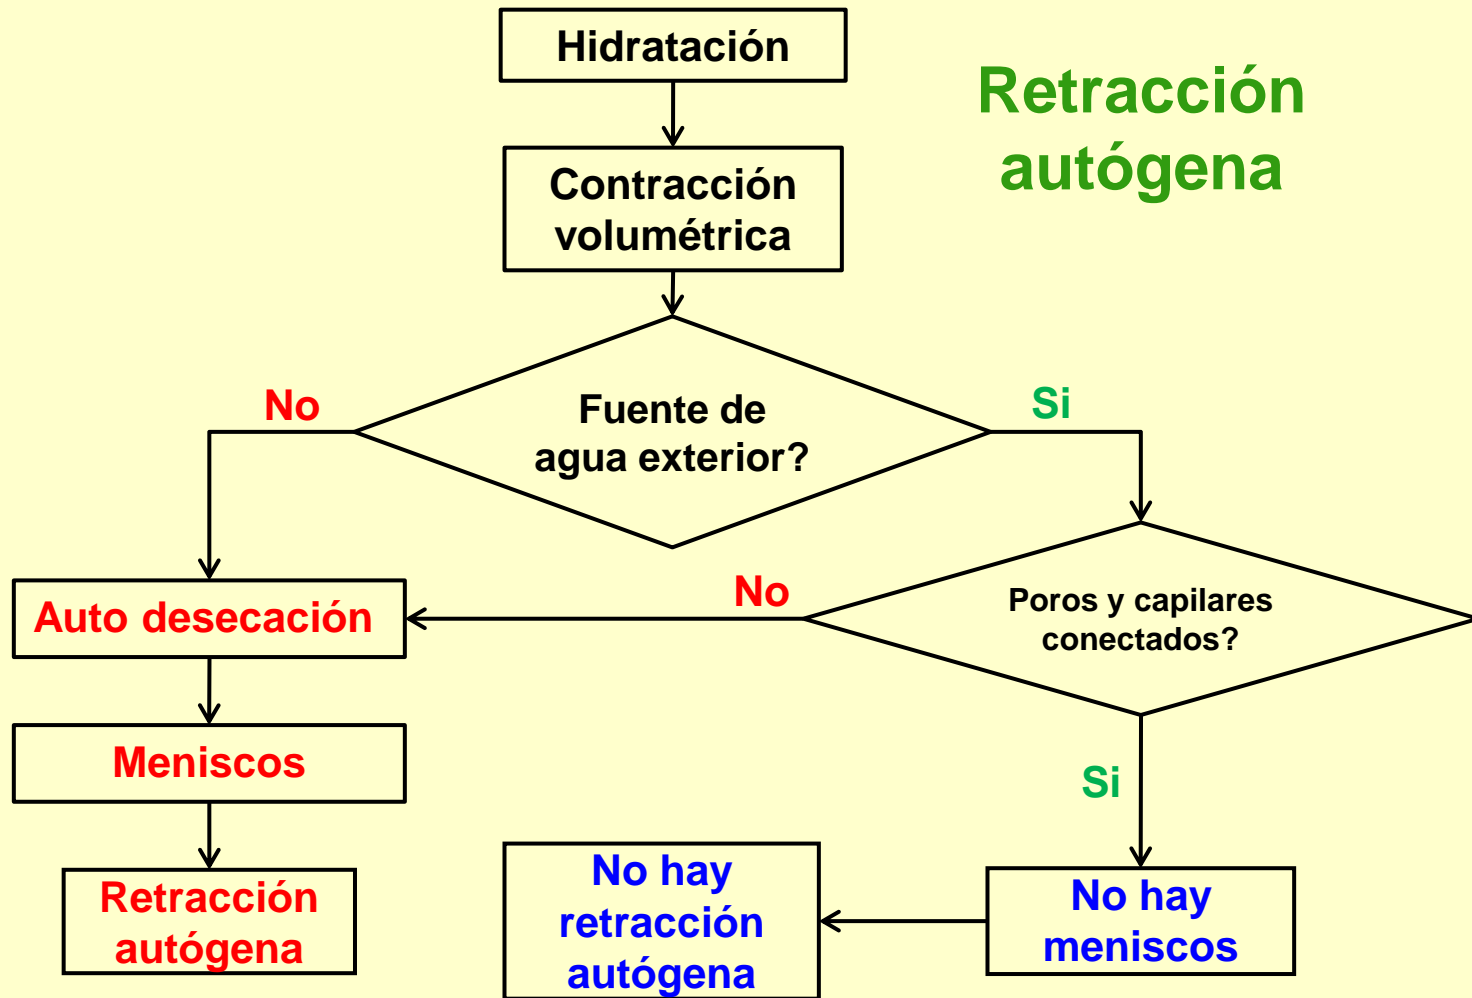 Hidratación
Retracción
autógena
Contracción
volumétrica
No
Si
Fuente de
agua exterior?
No
Auto desecación
Poros y capilares
conectados?
Meniscos
Si
Retracción
autógena
No hay
retracción
autógena
No hay
meniscos